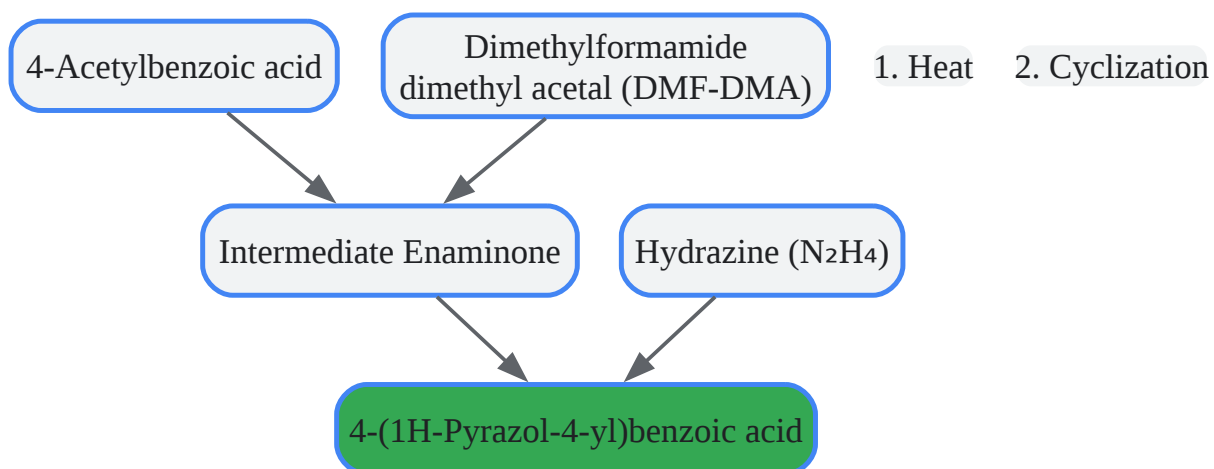 4-Acetylbenzoic acid
Dimethylformamide
dimethyl acetal (DMF-DMA)
1. Heat
2. Cyclization
Intermediate Enaminone
Hydrazine (N₂H₄)
4-(1H-Pyrazol-4-yl)benzoic acid